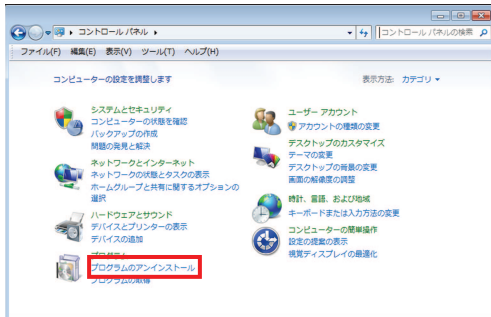 コントロール パネル
コントロール パネルの検索
ファイル(F) 編集(E) 表示(V) ツール(T) ヘルプ(H)
コンピューターの設定を調整します
表示方法: カテゴリ
システムとセキュリティ
コンピューターの状態を確認
バックアップの作成
問題の発見と解決
ネットワークとインターネット
ネットワークの状態とタスクの表示
ホームグループと共有に関するオプションの
選択
ハードウェアとサウンド
デバイスとプリンターの表示
デバイスの追加
プログラム
プログラムのアンインストール
プログラムの取得
ユーザー アカウント
アカウントの種類の変更
デスクトップのカスタマイズ
テーマの変更
デスクトップの背景の変更
画面の解像度の調整
時計、言語、および地域
キーボードまたは入力方法の変更
コンピューターの簡単操作
設定の提案の表示
視覚ディスプレイの最適化